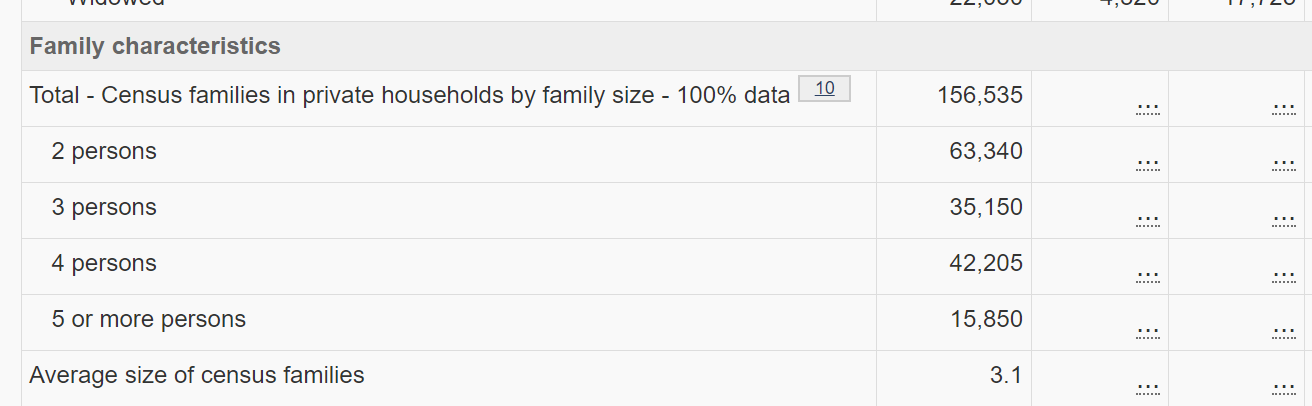 Widowed
Family characteristics
Total - Census families in private households by family size - 100% data 10 156,535 ... ...
2 persons 63,340 ... ...
3 persons 35,150 ... ...
4 persons 42,205 ... ...
5 or more persons 15,850 ... ...
Average size of census families 3.1 ... ...